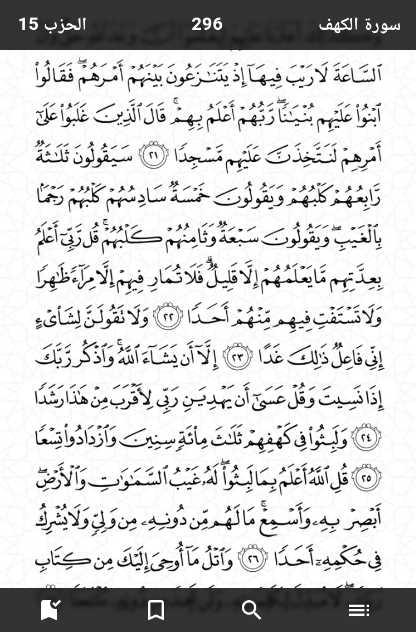 سورة الكهف 296 الحزب 15
ٱلسَّاعَةَ لَا رَيۡبَ فِيهَآ إِذۡ يَتَنَٰزَعُونَ بَيۡنَهُمۡ أَمۡرَهُمۡۖ فَقَالُواْ
ٱبۡنُواْ عَلَيۡهِم بُنۡيَٰنٗاۖ رَّبُّهُمۡ أَعۡلَمُ بِهِمۡۚ قَالَ ٱلَّذِينَ غَلَبُواْ عَلَىٰٓ
أَمۡرِهِمۡ لَنَتَّخِذَنَّ عَلَيۡهِم مَّسۡجِدٗا ٢١ سَيَقُولُونَ ثَلَٰثَةٞ
رَّابِعُهُمۡ كَلۡبُهُمۡ وَيَقُولُونَ خَمۡسَةٞ سَادِسُهُمۡ كَلۡبُهُمۡ رَجۡمَۢا
بِٱلۡغَيۡبِۖ وَيَقُولُونَ سَبۡعَةٞ وَثَامِنُهُمۡ كَلۡبُهُمۡۚ قُل رَّبِّيٓ أَعۡلَمُ
بِعِدَّتِهِم مَّا يَعۡلَمُهُمۡ إِلَّا قَلِيلٞۗ فَلَا تُمَارِ فِيهِمۡ إِلَّا مِرَآءٗ ظَٰهِرٗا
وَلَا تَسۡتَفۡتِ فِيهِم مِّنۡهُمۡ أَحَدٗا ٢٢ وَلَا تَقُولَنَّ لِشَاْيۡءٍ
إِنِّي فَاعِلٞ ذَٰلِكَ غَدًا ٢٣ إِلَّآ أَن يَشَآءَ ٱللَّهُۚ وَٱذۡكُر رَّبَّكَ
إِذَا نَسِيتَ وَقُلۡ عَسَىٰٓ أَن يَهۡدِيَنِ رَبِّي لِأَقۡرَبَ مِنۡ هَٰذَا رَشَدٗا
٢٤ وَلَبِثُواْ فِي كَهۡفِهِمۡ ثَلَٰثَ مِاْئَةٖ سِنِينَ وَٱزۡدَادُواْ تِسۡعٗا
٢٥ قُلِ ٱللَّهُ أَعۡلَمُ بِمَا لَبِثُواْۖ لَهُۥ غَيۡبُ ٱلسَّمَٰوَٰتِ وَٱلۡأَرۡضِۖ
أَبۡصِرۡ بِهِۦ وَأَسۡمِعۡۚ مَا لَهُم مِّن دُونِهِۦ مِن وَلِيّٖ وَلَا يُشۡرِكُ
فِي حُكۡمِهِۦٓ أَحَدٗا ٢٦ وَٱتۡلُ مَآ أُوحِيَ إِلَيۡكَ مِن كِتَابِ